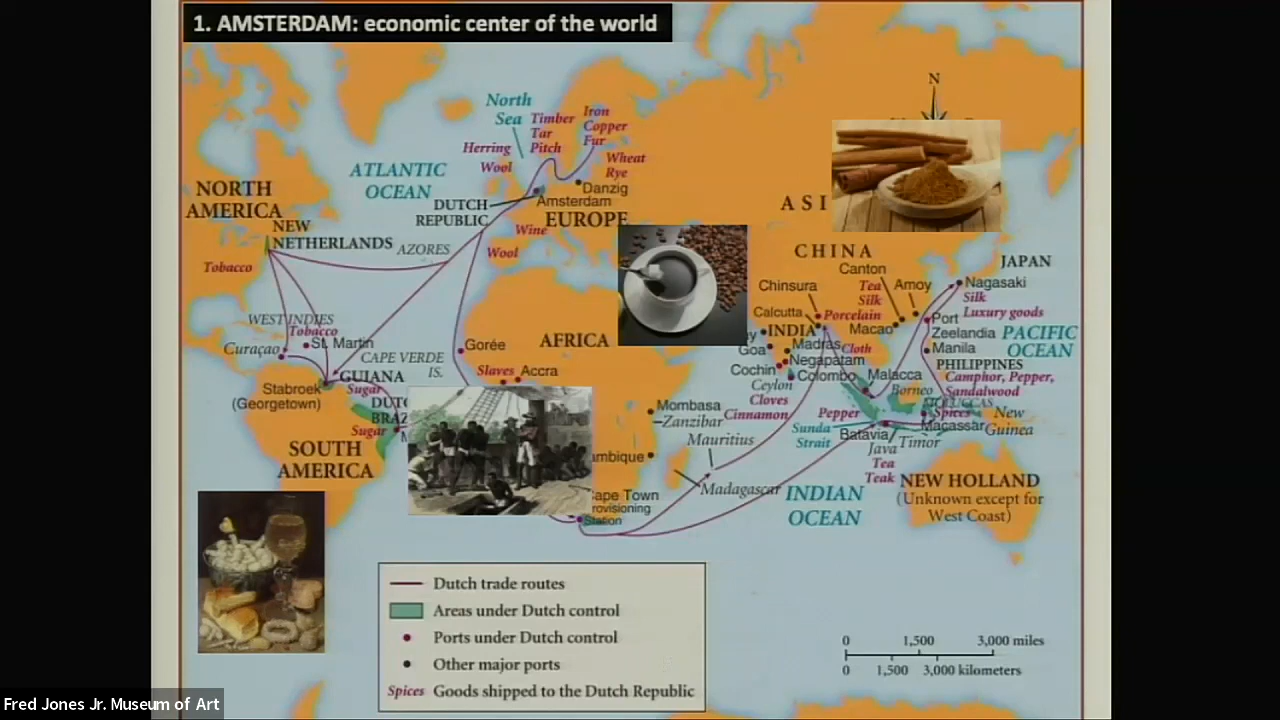 1. AMSTERDAM: economic center of the world
N
North
Sea
Timber
Tar
Pitch
Iron
Copper
Fur
Herring
Wool
Wheat
Rye
ATLANTIC
OCEAN
Danzig
Amsterdam
DUTCH
REPUBLIC
EUROPE
NORTH
AMERICA
NEW
NETHERLANDS
AZORES
Wine
Wool
Tobacco
ASI
CHINA
JAPAN
Canton
Tea
Silk
Amoy
Nagasaki
Silk
Luxury goods
Chinsura
Calcutta
Porcelain
Macao
Port
Zeelandia
PACIFIC
OCEAN
INDIA
Madras
Cloth
Manila
Goa
Negapatam
Cochin
Colombo
Malacca
PHILIPPINES
Camphor, Pepper,
Sandalwood
Ceylon
Cloves
Cinnamon
Borneo
MOLUCCAS
Spices
New
Guinea
Pepper
Sunda
Strait
Batavia
Macassar
Java
Timor
Tea
Teak
WEST INDIES
Tobacco
St. Martin
Curaçao
CAPE VERDE
IS.
Gorée
AFRICA
Slaves
Accra
GUIANA
Sugar
Stabroek
(Georgetown)
DUTC
BRAZ
Sugar
SOUTH
AMERICA
Mombasa
Zanzibar
Mauritius
ambique
Madagascar
Cape Town
rovisioning
Station
INDIAN
OCEAN
NEW HOLLAND
(Unknown except for
West Coast)
Dutch trade routes
Areas under Dutch control
Ports under Dutch control
Other major ports
Spices Goods shipped to the Dutch Republic
0 1,500 3,000 miles
0 1,500 3,000 kilometers
Fred Jones Jr. Museum of Art